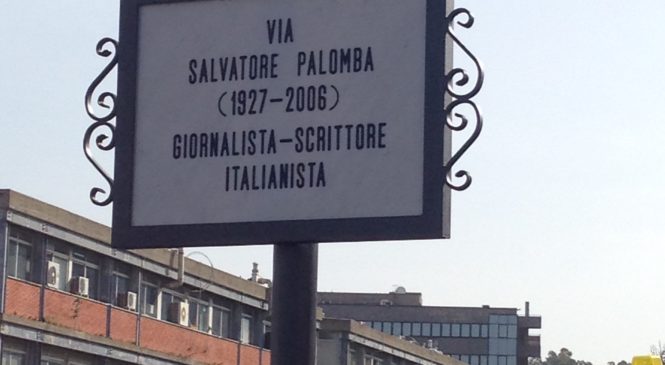 VIA
SALVATORE PALOMBA
(1927-2006)
GIORNALISTA-SCRITTORE
ITALIANISTA